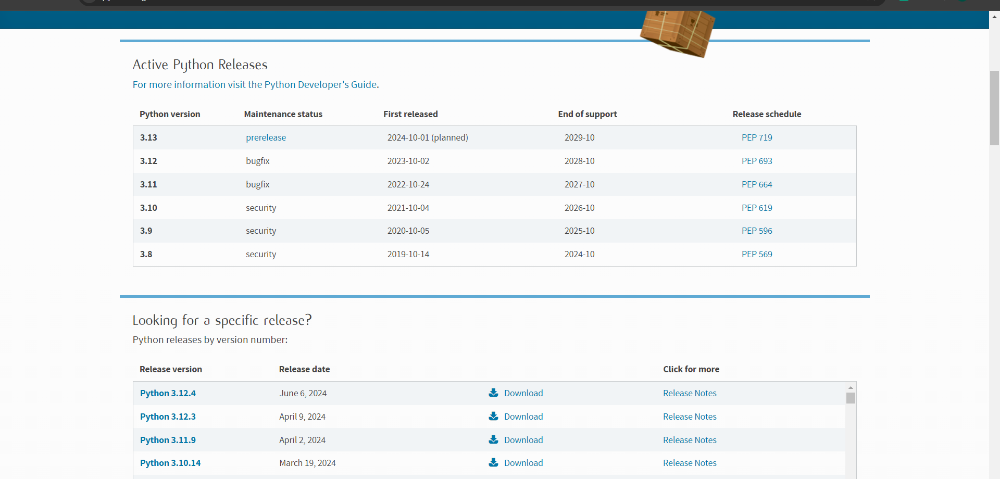 Active Python Releases
For more information visit the Python Developer's Guide.
Python version Maintenance status First released End of support Release schedule
3.13 prerelease 2024-10-01 (planned) 2029-10 PEP 719
3.12 bugfix 2023-10-02 2028-10 PEP 693
3.11 bugfix 2022-10-24 2027-10 PEP 664
3.10 security 2021-10-04 2026-10 PEP 619
3.9 security 2020-10-05 2025-10 PEP 596
3.8 security 2019-10-14 2024-10 PEP 569
Looking for a specific release?
Python releases by version number:
Release version Release date Click for more
Python 3.12.4 June 6, 2024 Download Release Notes
Python 3.12.3 April 9, 2024 Download Release Notes
Python 3.11.9 April 2, 2024 Download Release Notes
Python 3.10.14 March 19, 2024 Download Release Notes